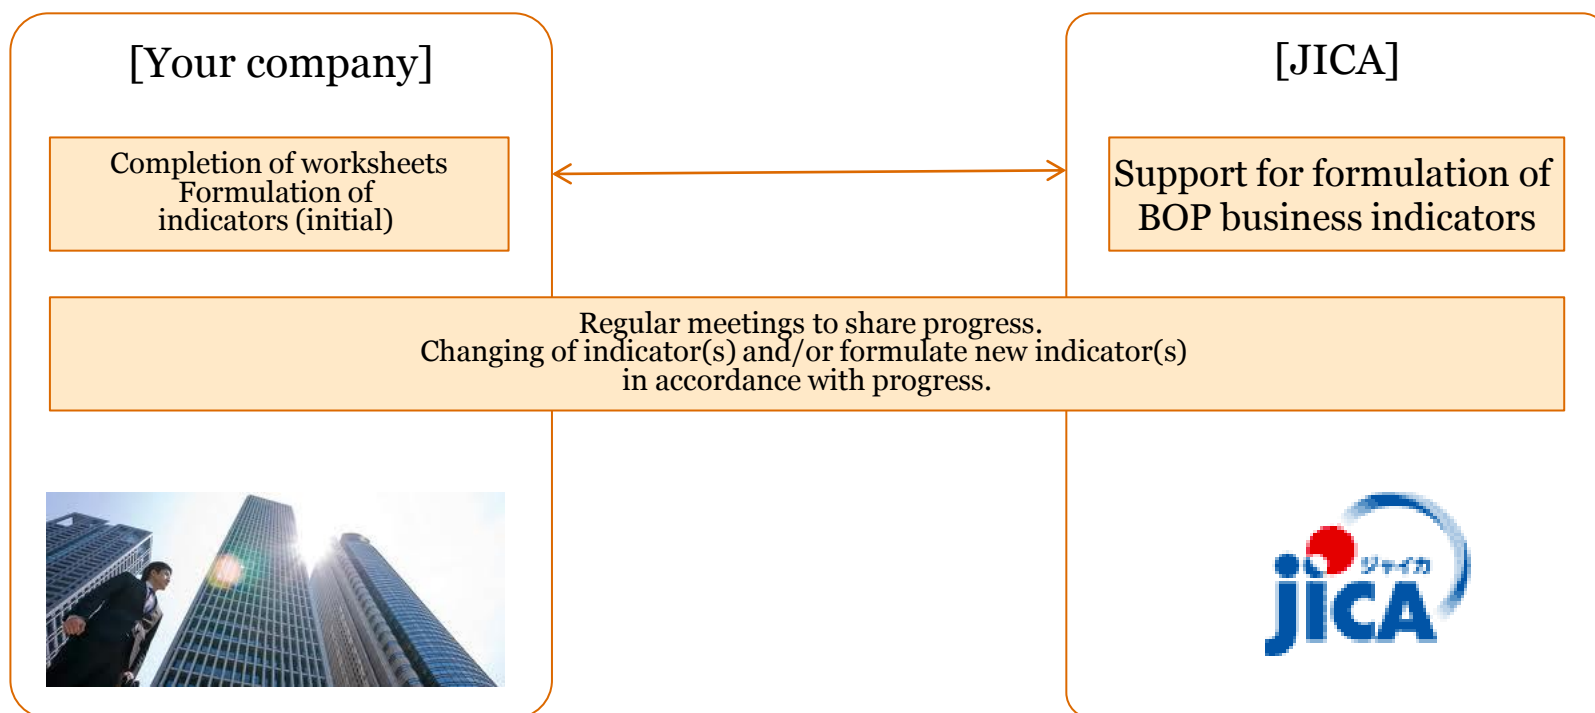 [Your company]
[JICA]
Completion of worksheets
Formulation of
indicators (initial)
Support for formulation of
BOP business indicators
Regular meetings to share progress.
Changing of indicator(s) and/or formulate new indicator(s)
in accordance with progress.
ジャイカ
jICA